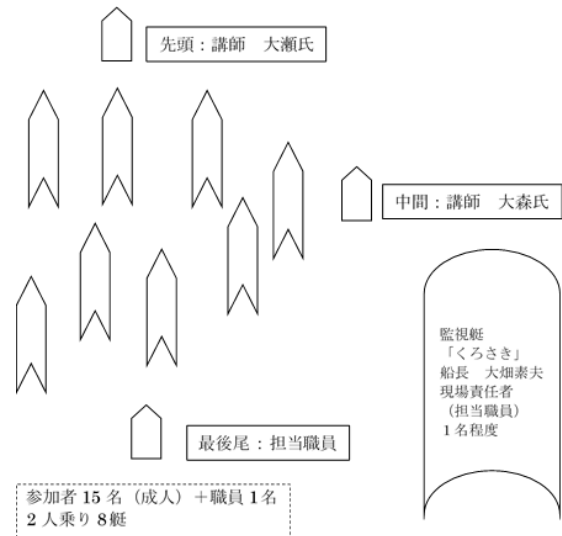 先頭：講師　大瀬氏
中間：講師　大森氏
監視艇
「くろさき」
船長　大畑素夫
現場責任者
（担当職員）
1名程度
最後尾：担当職員
参加者 15 名（成人）＋職員 1名
2 人乗り 8艇